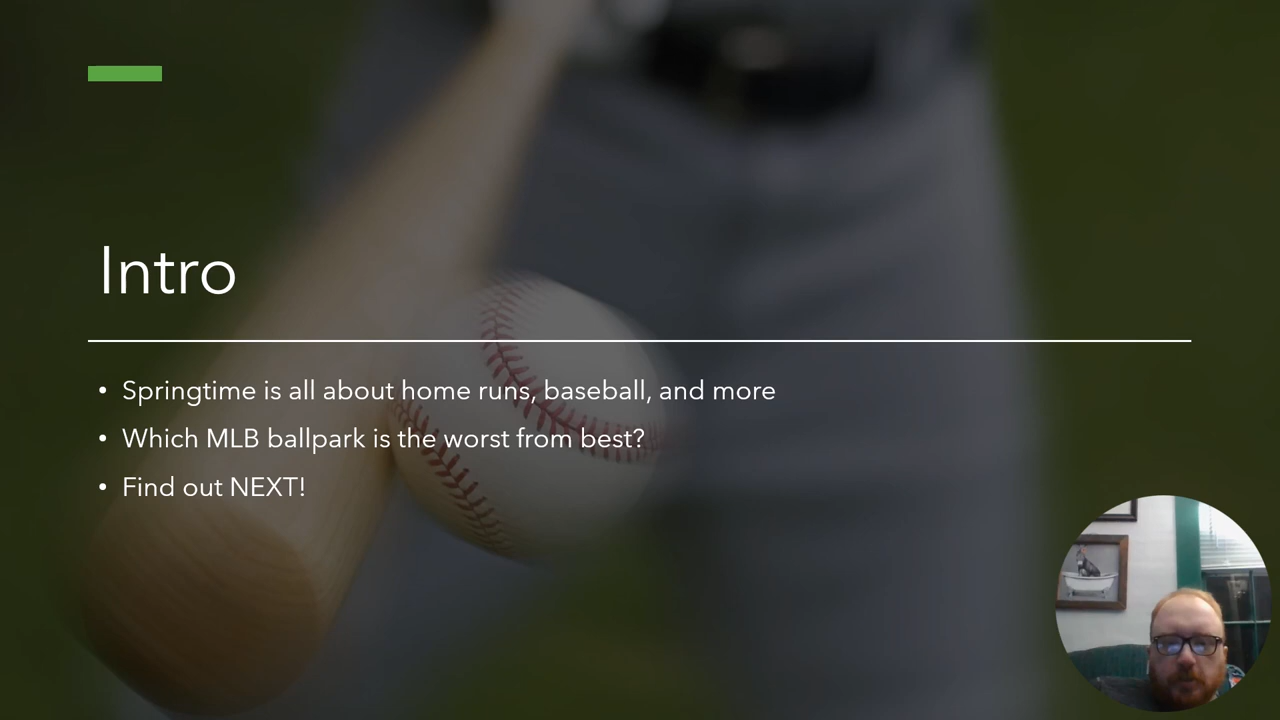 Intro
• Springtime is all about home runs, baseball, and more
• Which MLB ballpark is the worst from best?
• Find out NEXT!